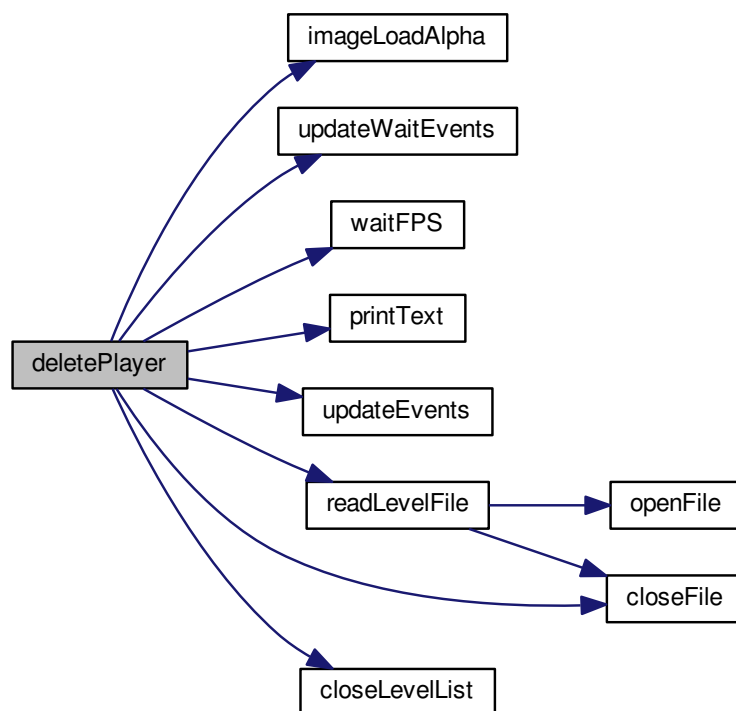 imageLoadAlpha
updateWaitEvents
waitFPS
printText
deletePlayer
updateEvents
readLevelFile
openFile
closeFile
closeLevelList